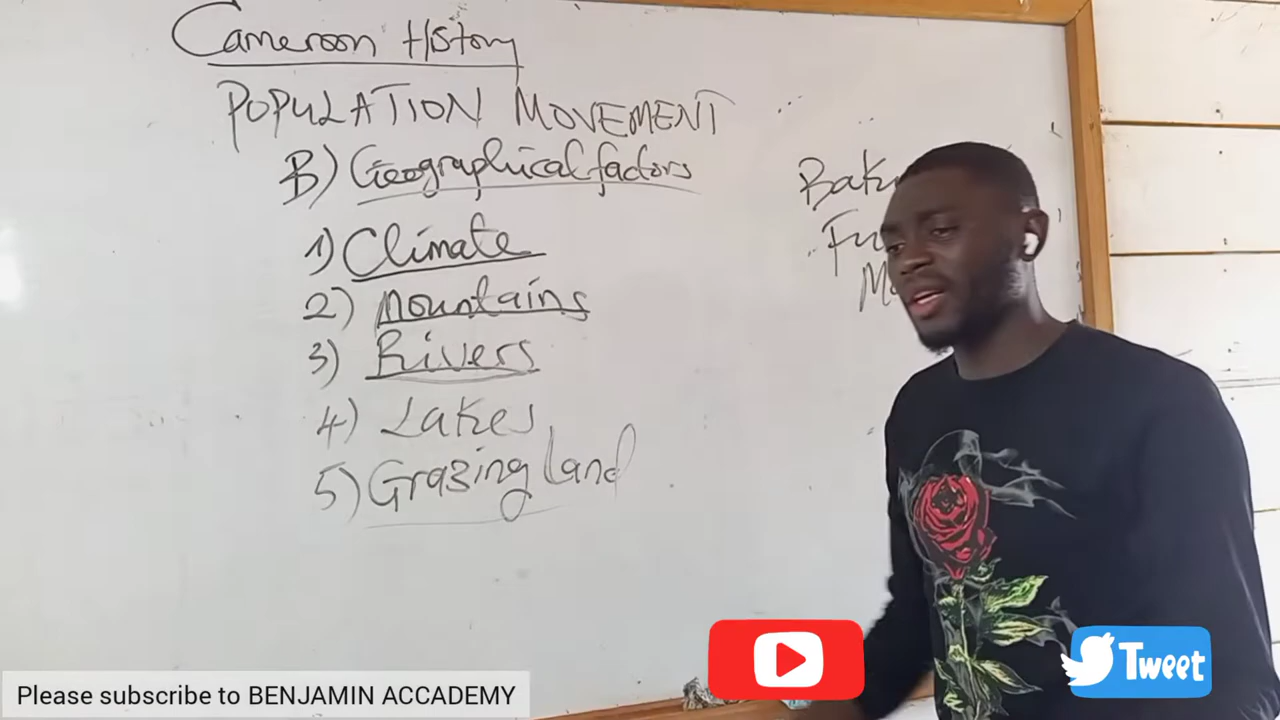 Cameroon History
POPULATION MOVEMENT
B) Geographical factors
1) Climate
2) Mountains
3) Rivers
4) Lakes
5) Grazing land
Please subscribe to BENJAMIN ACCADEMY
Tweet